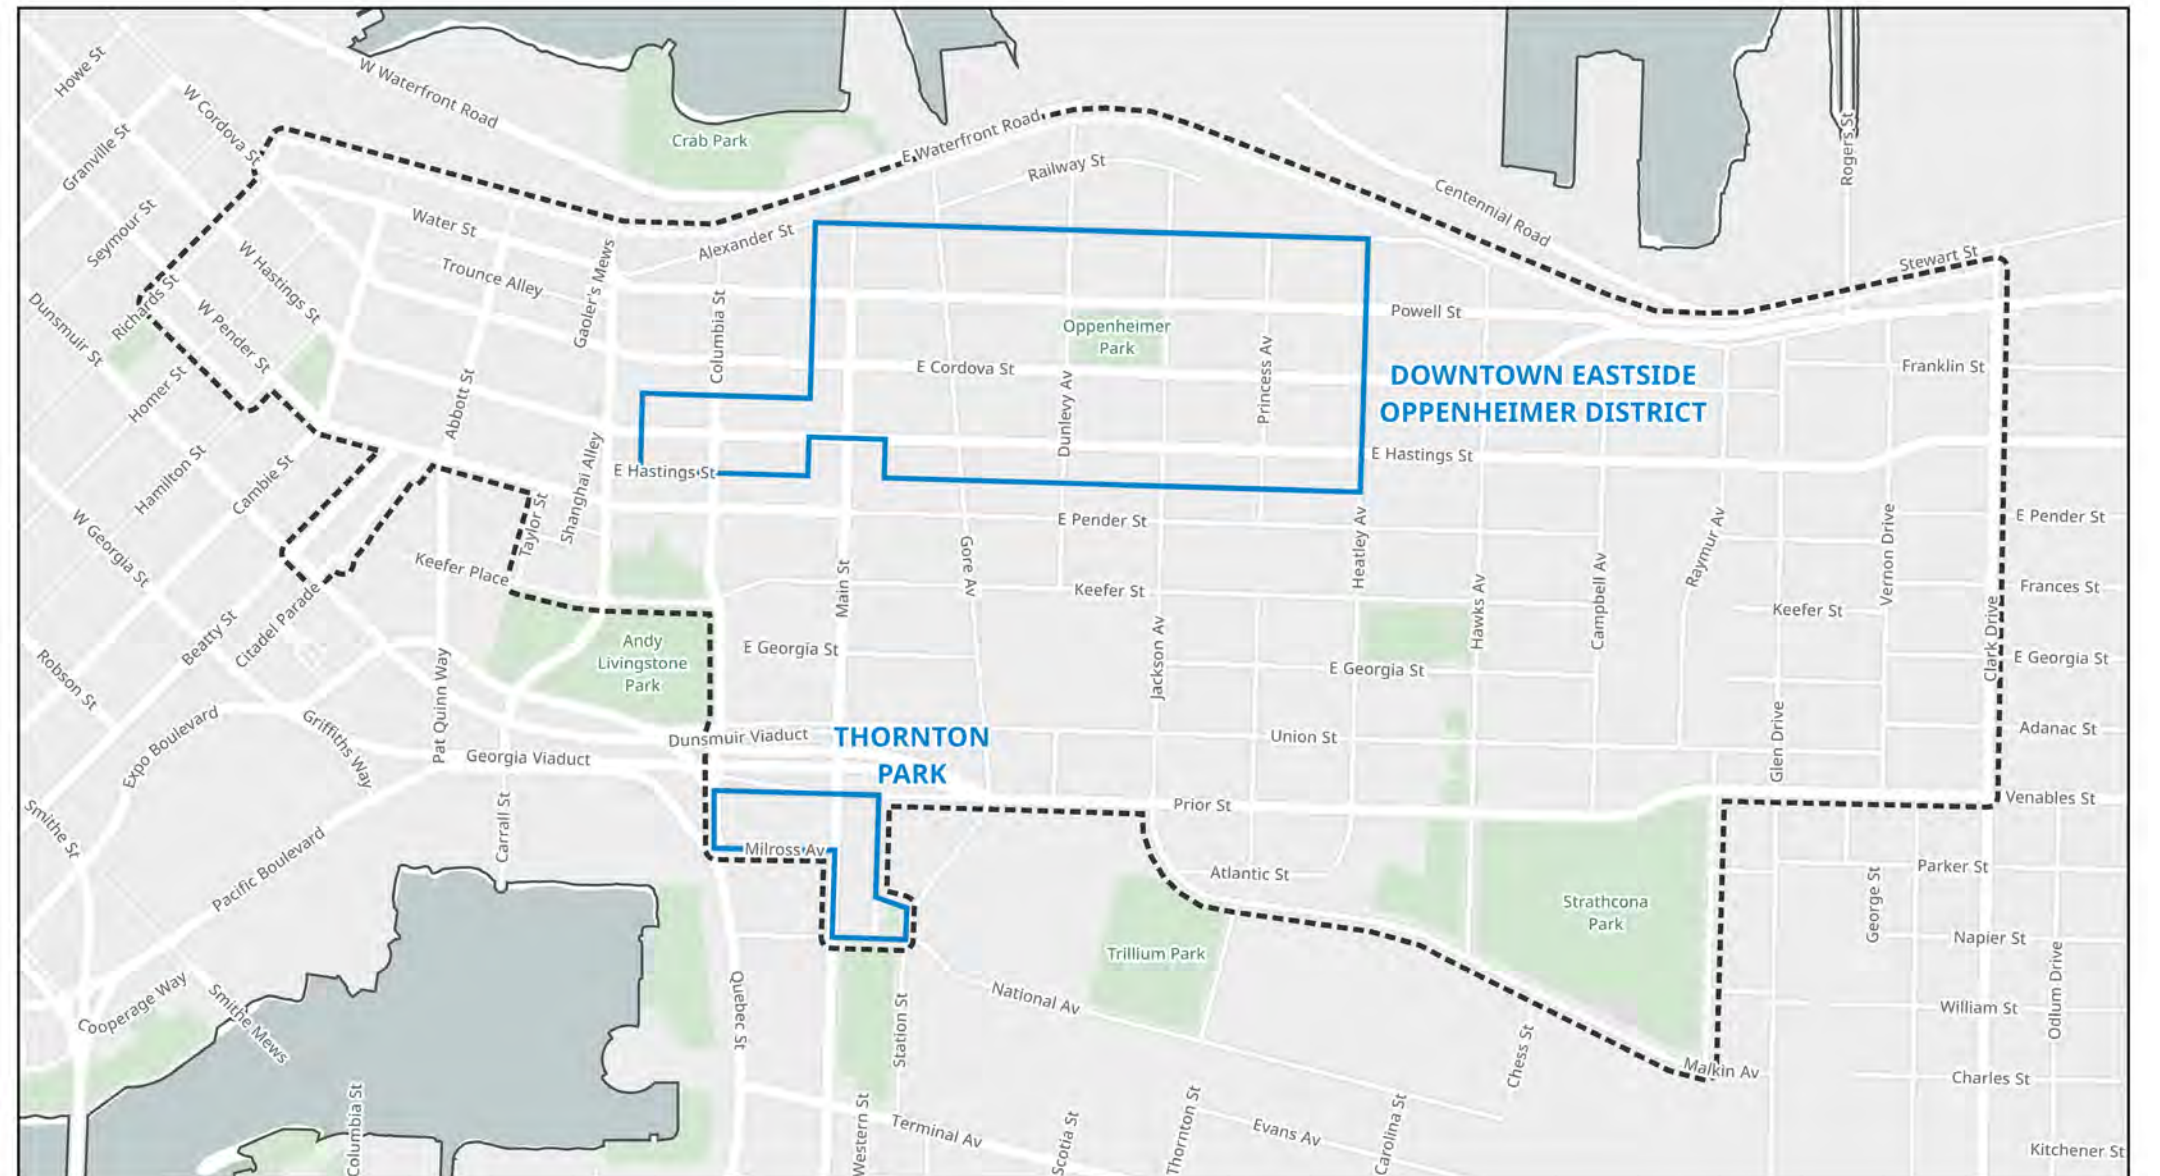 Howe St
W Waterfront Road
W Cordova St
Granville St
Crab Park
E Waterfront Road
Railway St
Rogers St
Centennial Road
Seymour St
Water St
Alexander St
W Hastings St
Trounce Alley
Gaoler's Mews
Stewart St
Richards St
Dunsmuir St
W Pender St
Columbia St
Powell St
Oppenheimer
Park
Princess Av
E Cordova St
Franklin St
DOWNTOWN EASTSIDE
OPPENHEIMER DISTRICT
Homer St
Abbott St
Dunlevy Av
Hamilton St
Cambie St
Shanghai Alley
E Hastings St
E Hastings St
W Georgia St
Taylor St
E Pender St
Heatley Av
Raymur Av
Vernon Drive
E Pender St
Keefer Place
Main St
Gore Av
Keefer St
Hawks Av
Campbell Av
Keefer St
Frances St
Clark Drive
Beatty St
Citadel Parade
Andy
Livingstone
Park
E Georgia St
Jackson Av
E Georgia St
E Georgia St
Robson St
Pat Quinn Way
Expo Boulevard
Griffiths Way
Georgia Viaduct
Dunsmuir Viaduct
THORNTON
PARK
Union St
Glen Drive
Adanac St
Smithe St
Carrall St
Prior St
Venables St
Pacific Boulevard
Milross Av
Atlantic St
Parker St
George St
Strathcona
Park
Trillium Park
Napier St
Cooperage Way
Smithe Mews
Quebec St
Station St
National Av
Chess St
Malkin Av
William St
Odlum Drive
Charles St
Columbia St
Western St
Terminal Av
Scotia St
Thornton St
Evans Av
Carolina St
Kitchener St